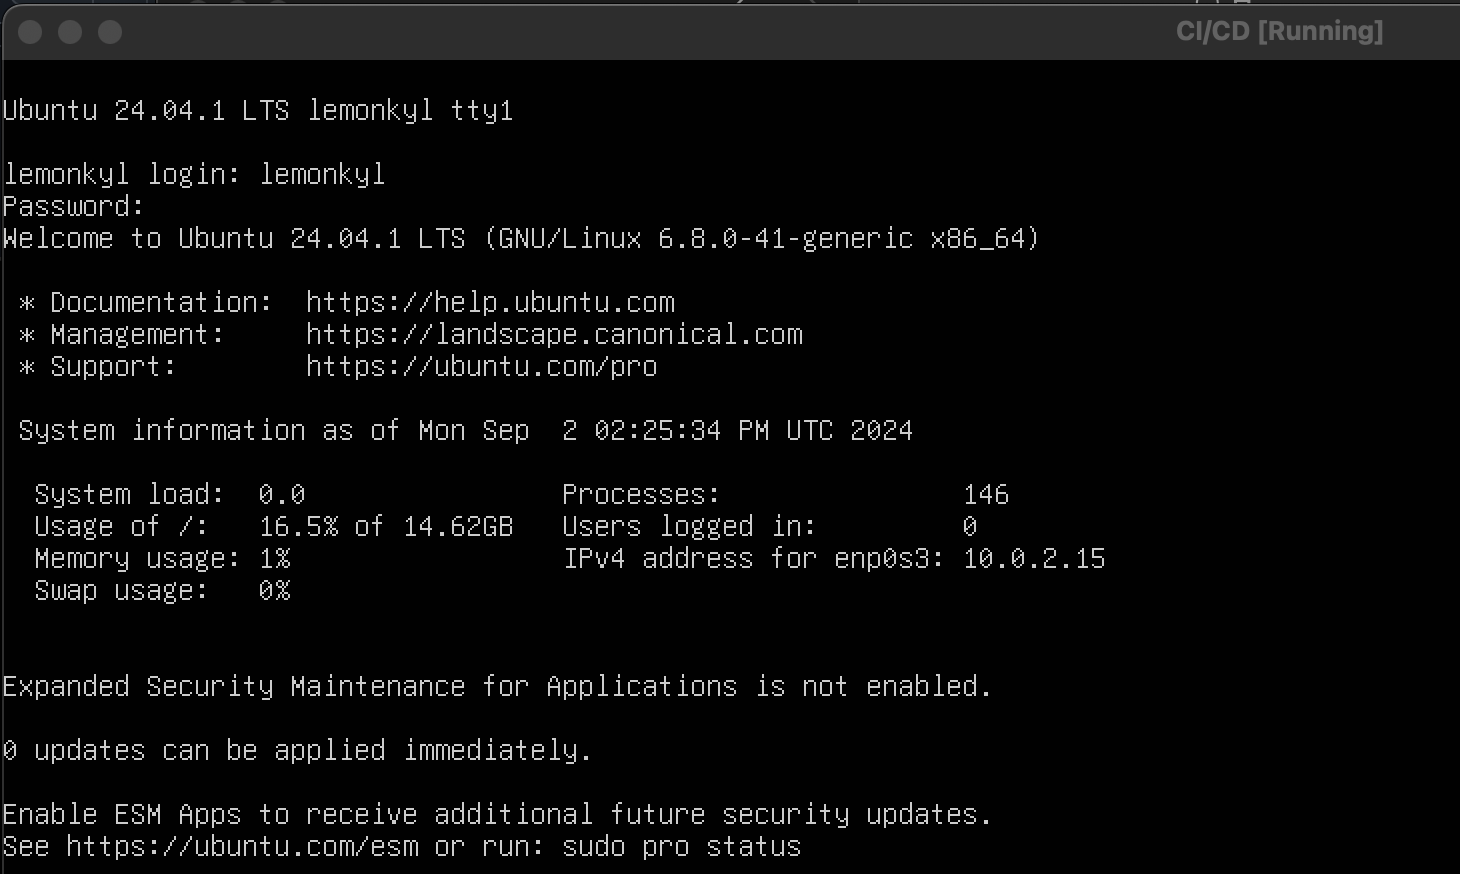 CI/CD [Running]
Ubuntu 24.04.1 LTS lemonkyl tty1
lemonkyl login: lemonkyl
Password:
Welcome to Ubuntu 24.04.1 LTS (GNU/Linux 6.8.0-41-generic x86_64)
* Documentation:  https://help.ubuntu.com
* Management:     https://landscape.canonical.com
* Support:        https://ubuntu.com/pro
System information as of Mon Sep  2 02:25:34 PM UTC 2024
System load:  0.0                Processes:               146
Usage of /:   16.5% of 14.62GB   Users logged in:         0
Memory usage: 1%                 IPv4 address for enp0s3: 10.0.2.15
Swap usage:   0%
Expanded Security Maintenance for Applications is not enabled.
0 updates can be applied immediately.
Enable ESM Apps to receive additional future security updates.
See https://ubuntu.com/esm or run: sudo pro status